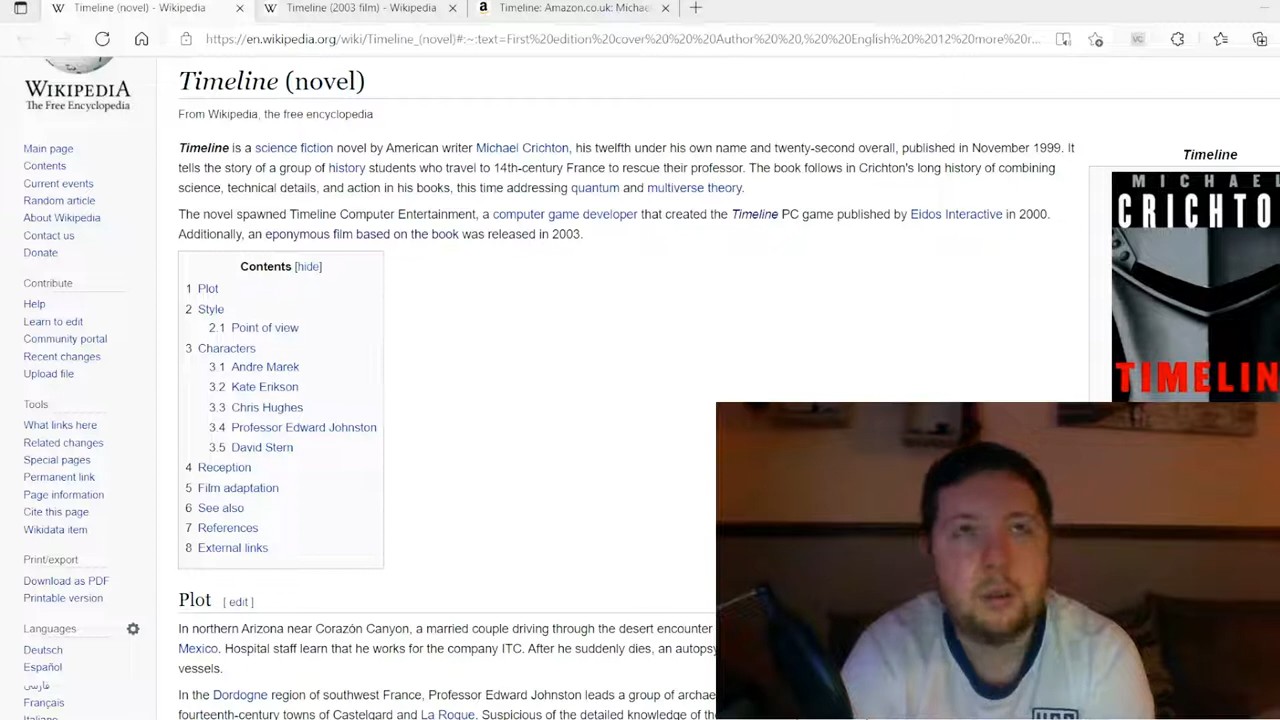 Timeline (novel) - Wikipedia
Timeline (2003 film) - Wikipedia
Timeline: Amazon.co.uk: Michae
https://en.wikipedia.org/wiki/Timeline_(novel)#:~:text=First%20edition%20cover%20%20%20Author%20%20,%20%20English%20%2012%20more%20r...
WIKIPEDIA
The Free Encyclopedia
Main page
Contents
Current events
Random article
About Wikipedia
Contact us
Donate
Contribute
Help
Learn to edit
Community portal
Recent changes
Upload file
Tools
What links here
Related changes
Special pages
Permanent link
Page information
Cite this page
Wikidata item
Print/export
Download as PDF
Printable version
Languages
Deutsch
Español
فارسی
Français
Timeline (novel)
From Wikipedia, the free encyclopedia
Timeline is a science fiction novel by American writer Michael Crichton, his twelfth under his own name and twenty-second overall, published in November 1999. It
tells the story of a group of history students who travel to 14th-century France to rescue their professor. The book follows in Crichton's long history of combining
science, technical details, and action in his books, this time addressing quantum and multiverse theory.
The novel spawned Timeline Computer Entertainment, a computer game developer that created the Timeline PC game published by Eidos Interactive in 2000.
Additionally, an eponymous film based on the book was released in 2003.
Contents [hide]
1 Plot
2 Style
2.1 Point of view
3 Characters
3.1 Andre Marek
3.2 Kate Erikson
3.3 Chris Hughes
3.4 Professor Edward Johnston
3.5 David Stern
4 Reception
5 Film adaptation
6 See also
7 References
8 External links
Plot [ edit ]
In northern Arizona near Corazón Canyon, a married couple driving through the desert encounter
Mexico. Hospital staff learn that he works for the company ITC. After he suddenly dies, an autopsy
vessels.
In the Dordogne region of southwest France, Professor Edward Johnston leads a group of archae
fourteenth-century towns of Castelgard and La Roque. Suspicious of the detailed knowledge of the
Timeline
MICHAEL
CRICHTO
TIMELIN